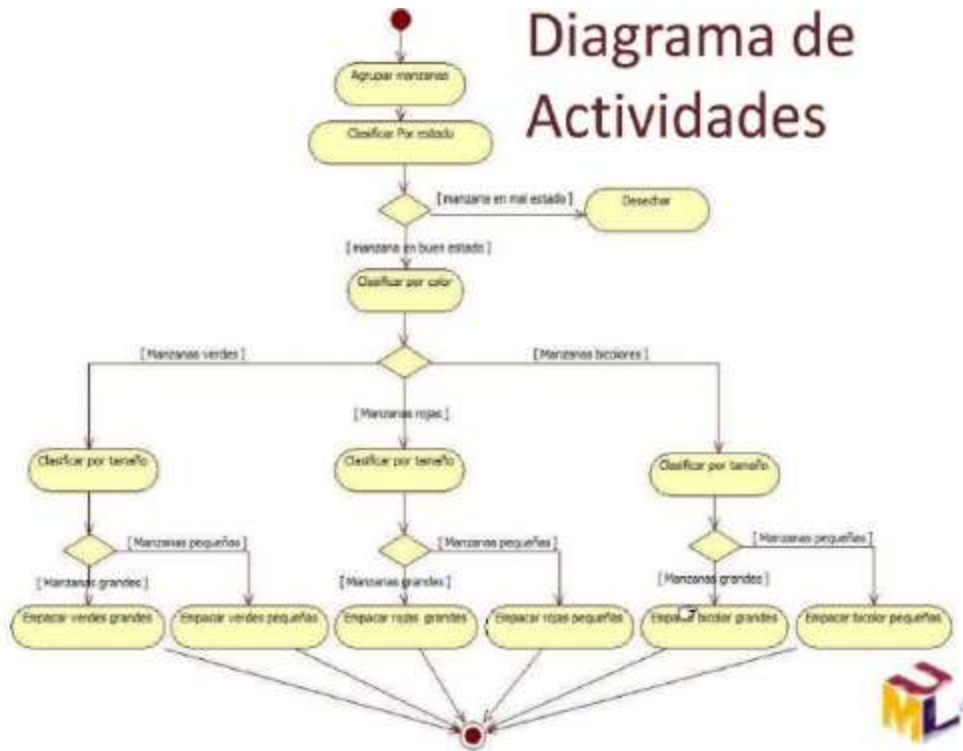 Diagrama de
Actividades
Agrupar manzanas
Clasificar Por estado
[ manzana en mal estado ]
Desechar
[manzana en buen estado ]
Clasificar por color
[ Manzanas verdes ]
[ Manzanas bicolores ]
[ Manzanas rojas ]
Clasificar por tamaño
Clasificar por tamaño
Clasificar por tamaño
[ Manzanas pequeñas ]
[ Manzanas pequeñas ]
[ Manzanas pequeñas ]
[ Manzanas grandes ]
[ Manzanas grandes ]
[ Manzanas grandes ]
Empacar verdes grandes
Empacar verdes pequeñas
Empacar rojas grandes
Empacar rojas pequeñas
Empacar bicolor grandes
Empacar bicolor pequeñas
UML